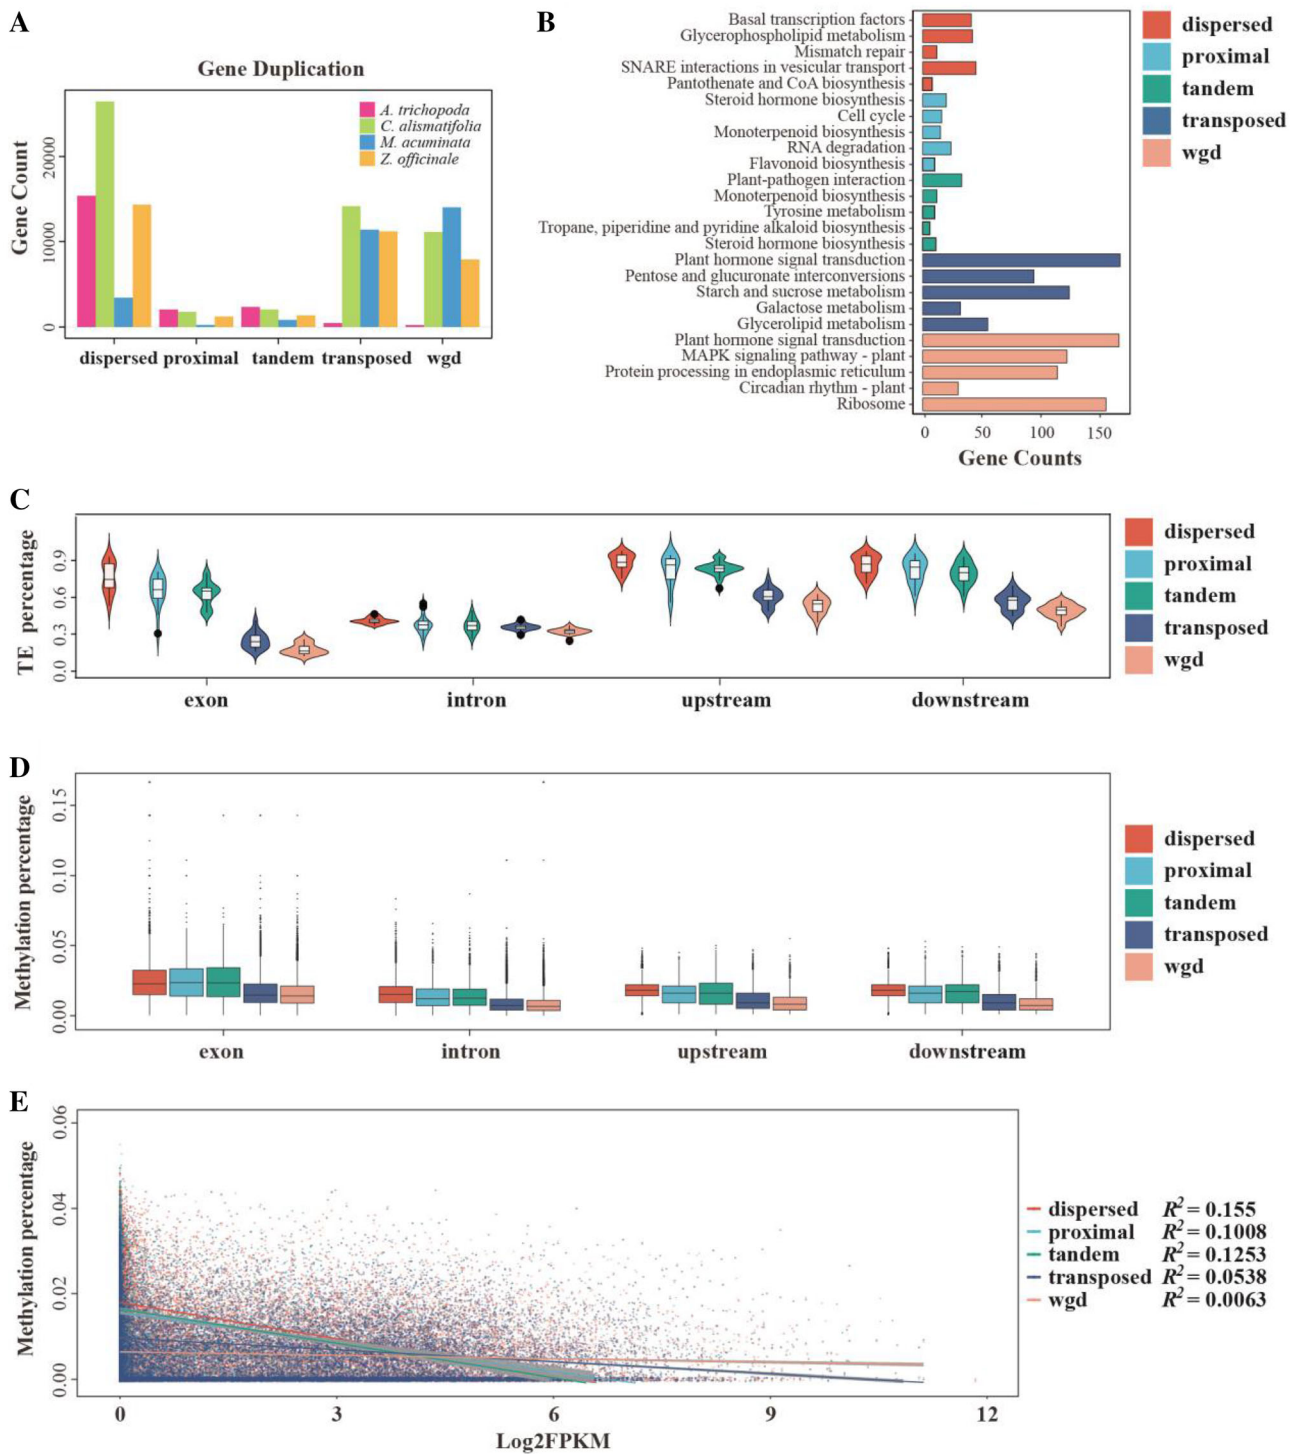 A
Gene Duplication
Gene Count
20000
10000
0
A. trichopoda
C. alismatifolia
M. acuminata
Z. officinale
dispersed proximal tandem transposed wgd
B
Basal transcription factors
Glycerophospholipid metabolism
Mismatch repair
SNARE interactions in vesicular transport
Pantothenate and CoA biosynthesis
Steroid hormone biosynthesis
Cell cycle
Monoterpenoid biosynthesis
RNA degradation
Flavonoid biosynthesis
Plant-pathogen interaction
Monoterpenoid biosynthesis
Tyrosine metabolism
Tropane, piperidine and pyridine alkaloid biosynthesis
Steroid hormone biosynthesis
Plant hormone signal transduction
Pentose and glucuronate interconversions
Starch and sucrose metabolism
Galactose metabolism
Glycerolipid metabolism
Plant hormone signal transduction
MAPK signaling pathway - plant
Protein processing in endoplasmic reticulum
Circadian rhythm - plant
Ribosome
0 50 100 150
Gene Counts
dispersed
proximal
tandem
transposed
wgd
C
TE percentage
0.9
0.6
0.3
0.0
exon intron upstream downstream
dispersed
proximal
tandem
transposed
wgd
D
Methylation percentage
0.15
0.10
0.05
0.00
exon intron upstream downstream
dispersed
proximal
tandem
transposed
wgd
E
Methylation percentage
0.06
0.04
0.02
0.00
0 3 6 9 12
Log2FPKM
dispersed R² = 0.155
proximal R² = 0.1008
tandem R² = 0.1253
transposed R² = 0.0538
wgd R² = 0.0063